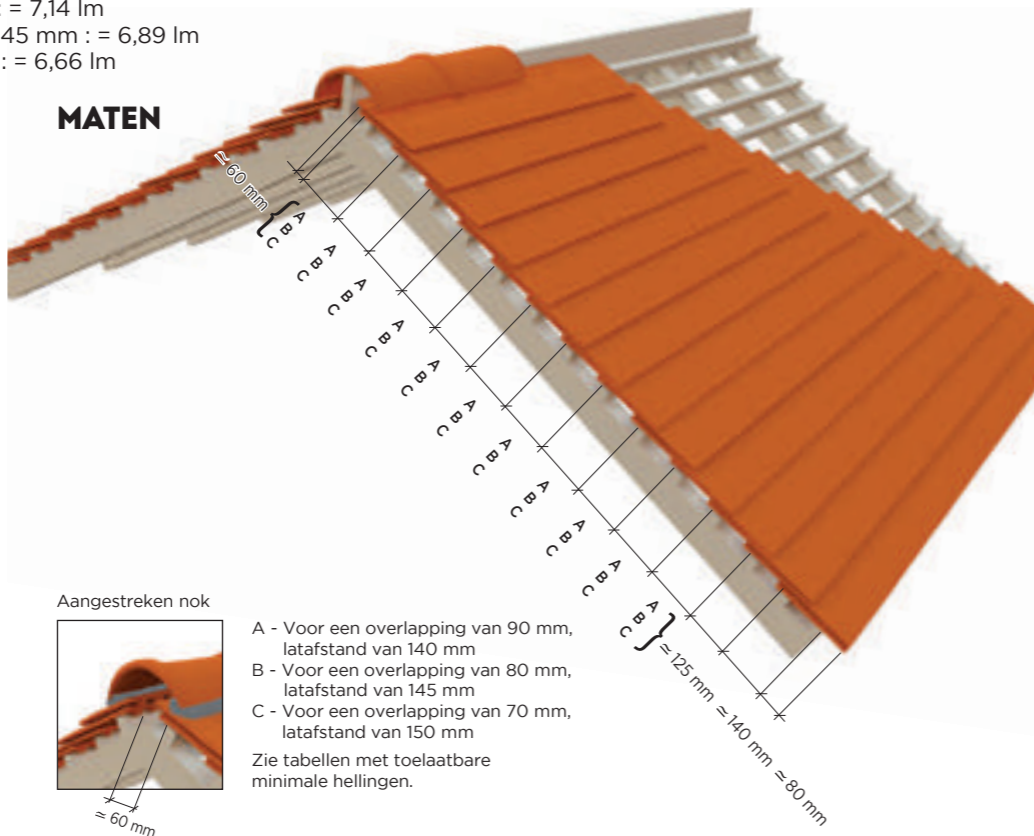 : = 7,14 lm
45 mm : = 6,89 lm
: = 6,66 lm
MATEN
≃ 60 mm
A
B
C
A
B
C
A
B
C
A
B
C
A
B
C
A
B
C
A
B
C
A
B
C
A
B
C
A
B
C
A
B
C
≃ 125 mm ≃ 140 mm ≃ 80 mm
Aangestreken nok
≃ 60 mm
A - Voor een overlapping van 90 mm,
latafstand van 140 mm
B - Voor een overlapping van 80 mm,
latafstand van 145 mm
C - Voor een overlapping van 70 mm,
latafstand van 150 mm
Zie tabellen met toelaatbare
minimale hellingen.